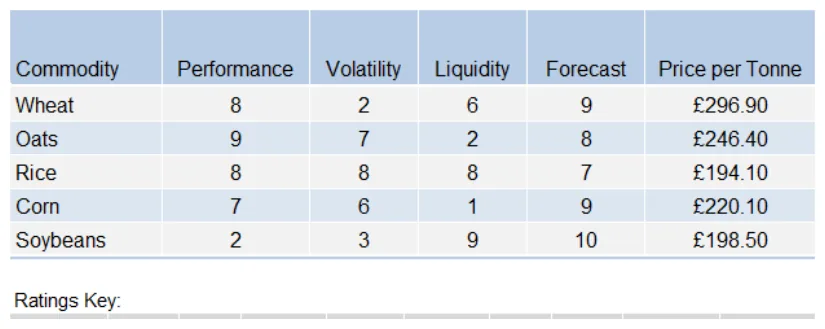 Commodity Performance Volatility Liquidity Forecast Price per Tonne
Wheat 8 2 6 9 £296.90
Oats 9 7 2 8 £246.40
Rice 8 8 8 7 £194.10
Corn 7 6 1 9 £220.10
Soybeans 2 3 9 10 £198.50
Ratings Key: